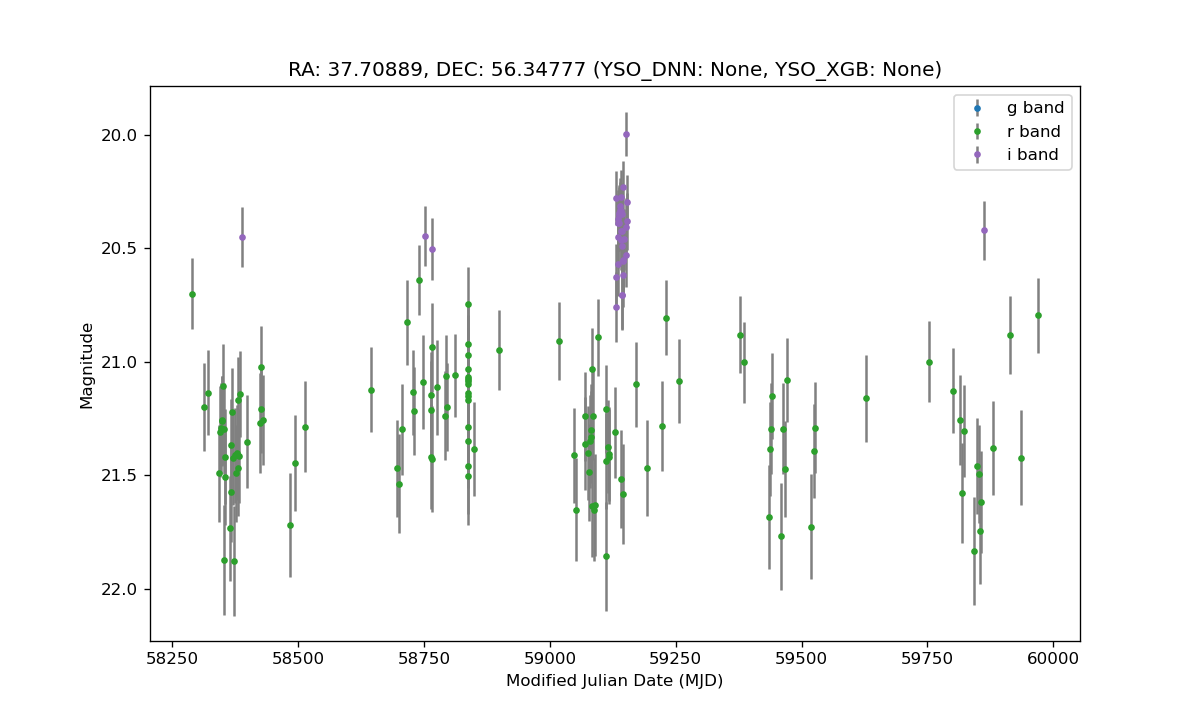 RA: 37.70889, DEC: 56.34777 (YSO_DNN: None, YSO_XGB: None)
g band
r band
i band
20.0
20.5
21.0
21.5
22.0
Magnitude
58250 58500 58750 59000 59250 59500 59750 60000
Modified Julian Date (MJD)